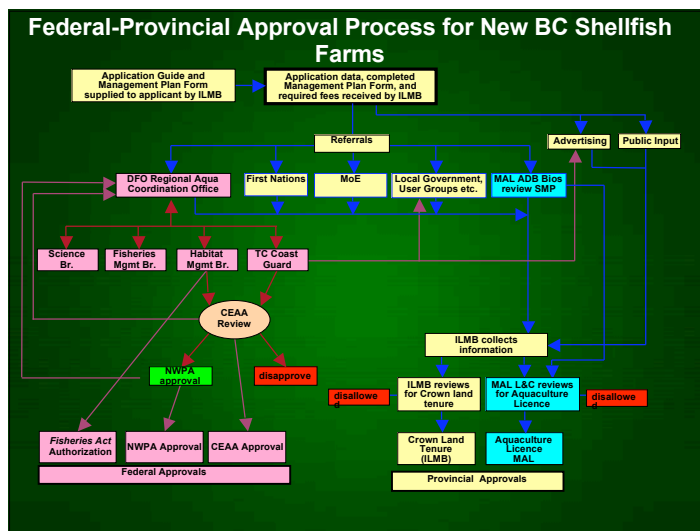 Federal-Provincial Approval Process for New BC Shellfish
Farms
Application Guide and
Management Plan Form
supplied to applicant by ILMB
Application data, completed
Management Plan Form, and
required fees received by ILMB
Referrals
Advertising
Public Input
DFO Regional Aqua
Coordination Office
First Nations
MoE
Local Government,
User Groups etc.
MAL ADB Bios
review SMP
Science
Br.
Fisheries
Mgmt Br.
Habitat
Mgmt Br.
TC Coast
Guard
CEAA
Review
ILMB collects
information
NWPA
approval
disapprove
disallowe
d
ILMB reviews
for Crown land
tenure
MAL L&C reviews
for Aquaculture
Licence
disallowe
d
Fisheries Act
Authorization
NWPA Approval
CEAA Approval
Crown Land
Tenure
(ILMB)
Aquaculture
Licence
MAL
Federal Approvals
Provincial Approvals